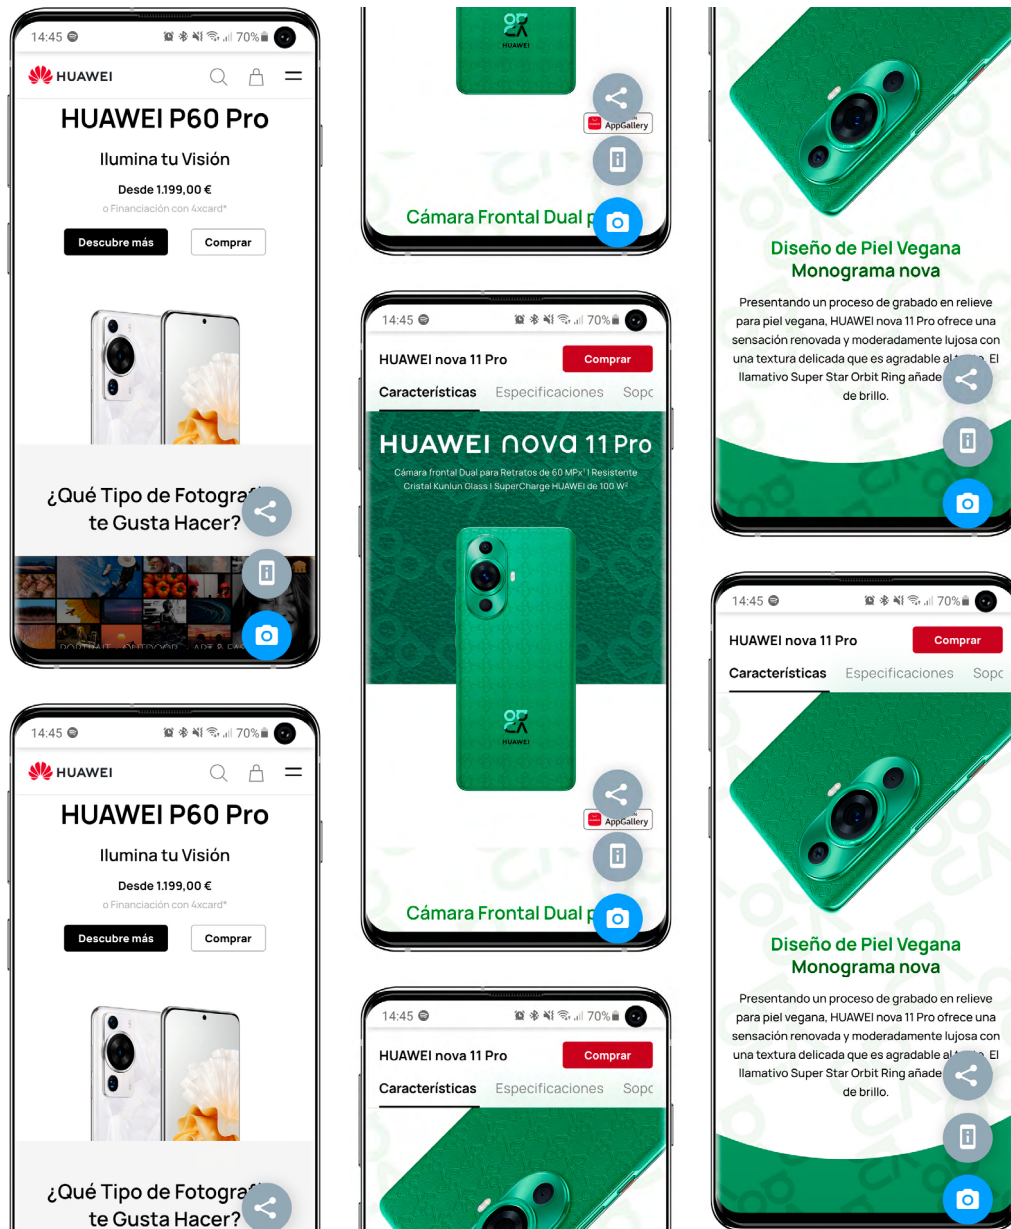 14:45
70%
HUAWEI
HUAWEI P60 Pro
Ilumina tu Visión
Desde 1.199,00 €
o Financiación con 4xcard*
Descubre más
Comprar
¿Qué Tipo de Fotogra
te Gusta Hacer?
PORTRAIT OUTDOOR ART & FAS
14:45
70%
HUAWEI
HUAWEI P60 Pro
Ilumina tu Visión
Desde 1.199,00 €
o Financiación con 4xcard*
Descubre más
Comprar
¿Qué Tipo de Fotogra
te Gusta Hacer?
HUAWEI
AppGallery
Cámara Frontal Dual p
14:45
70%
HUAWEI nova 11 Pro
Comprar
Características Especificaciones Sopo
HUAWEI nova 11 Pro
Cámara frontal Dual para Retratos de 60 MPx¹ | Resistente
Cristal Kunlun Glass | SuperCharge HUAWEI de 100 W²
HUAWEI
AppGallery
Cámara Frontal Dual p
14:45
70%
HUAWEI nova 11 Pro
Comprar
Características Especificaciones Sopo
Diseño de Piel Vegana
Monograma nova
Presentando un proceso de grabado en relieve
para piel vegana, HUAWEI nova 11 Pro ofrece una
sensación renovada y moderadamente lujosa con
una textura delicada que es agradable al El
llamativo Super Star Orbit Ring añade
de brillo.
14:45
70%
HUAWEI nova 11 Pro
Comprar
Características Especificaciones Sopo
Diseño de Piel Vegana
Monograma nova
Presentando un proceso de grabado en relieve
para piel vegana, HUAWEI nova 11 Pro ofrece una
sensación renovada y moderadamente lujosa con
una textura delicada que es agradable al El
llamativo Super Star Orbit Ring añade
de brillo.